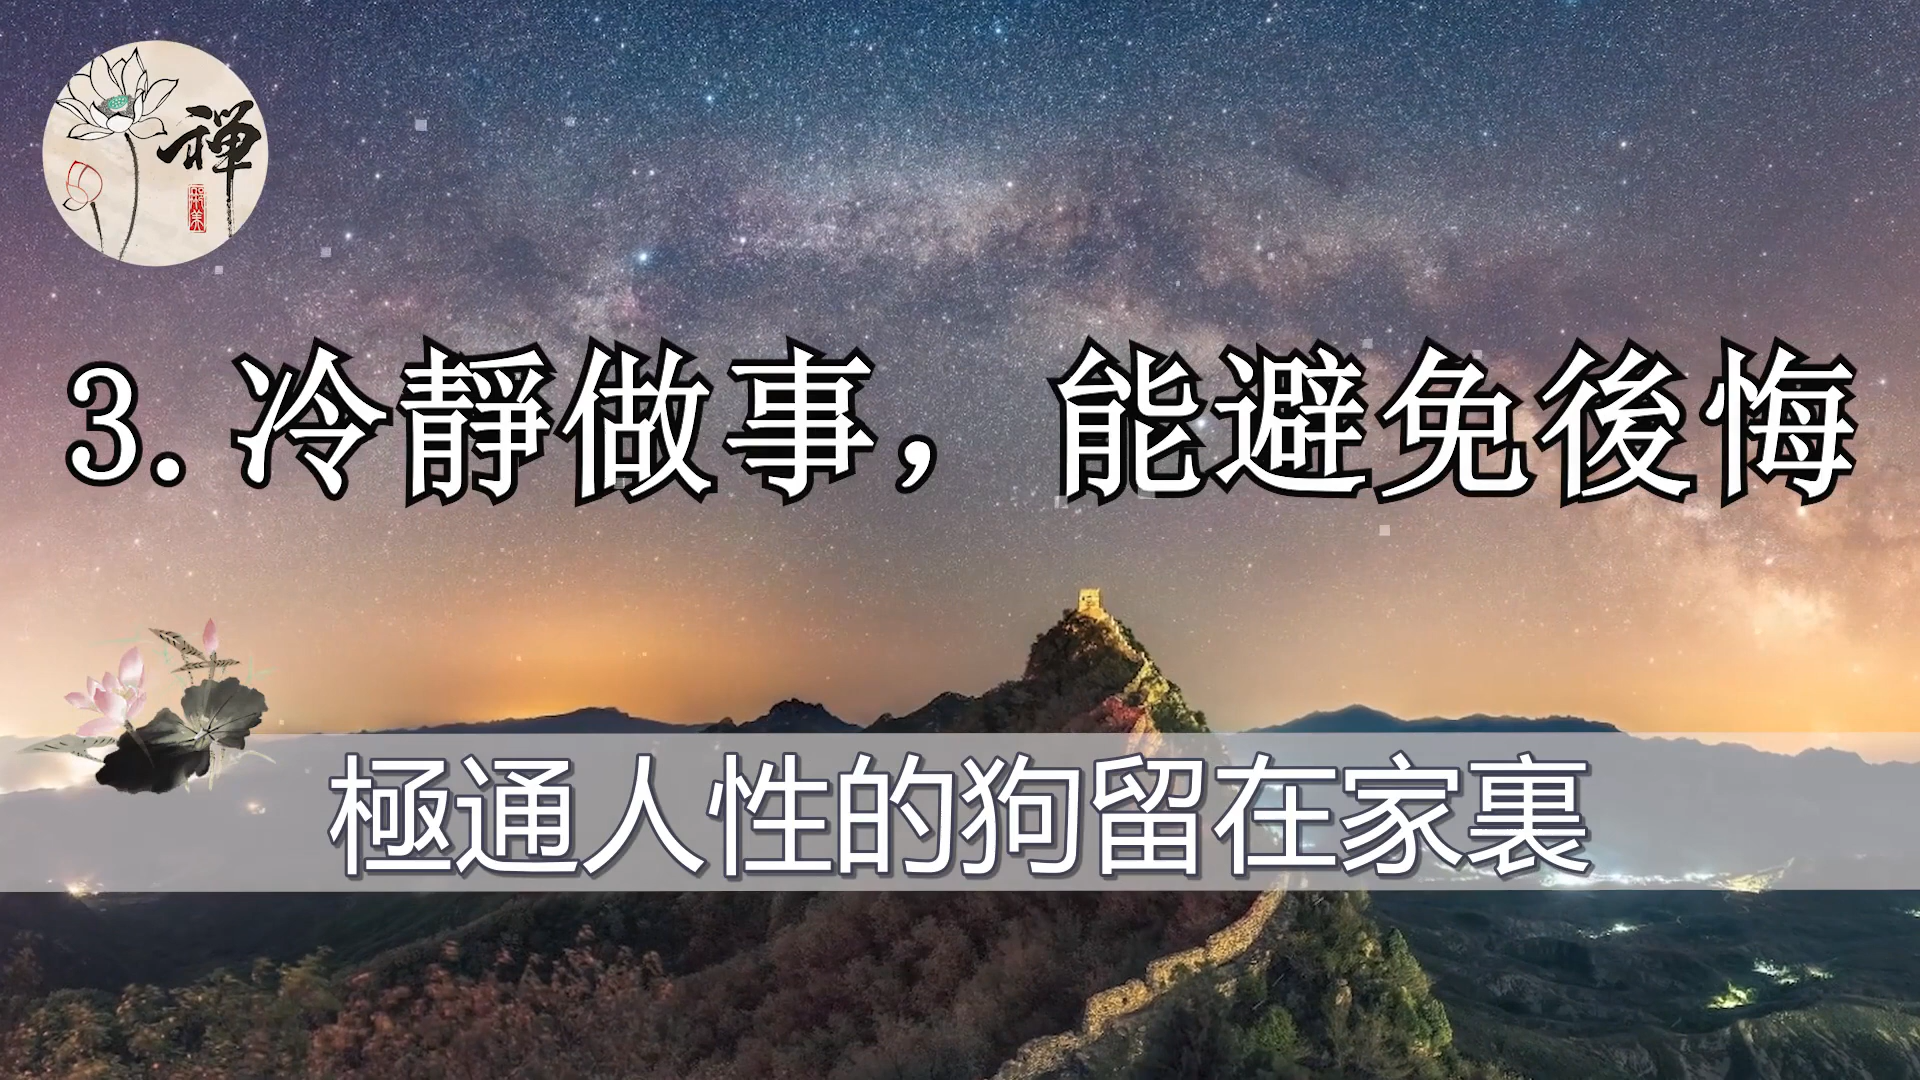 禅
3.冷靜做事，能避免後悔
極通人性的狗留在家裏